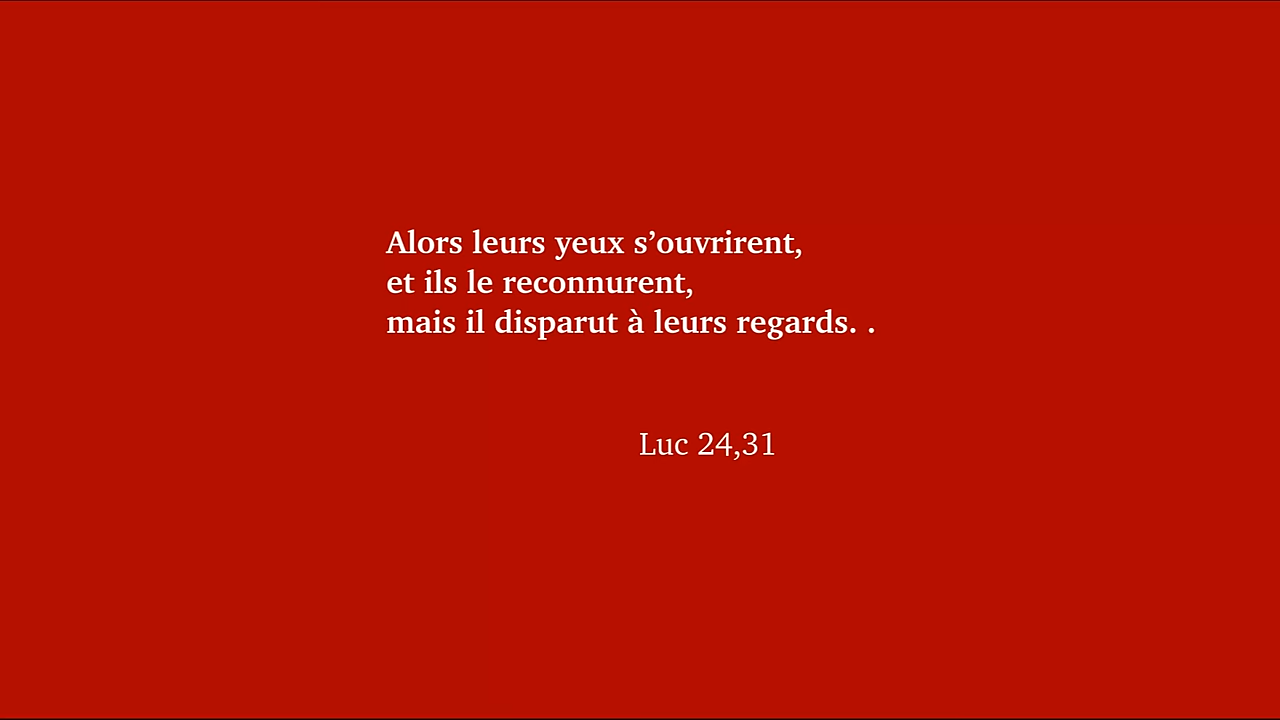 Alors leurs yeux s’ouvrirent,
et ils le reconnurent,
mais il disparut à leurs regards. .
Luc 24,31